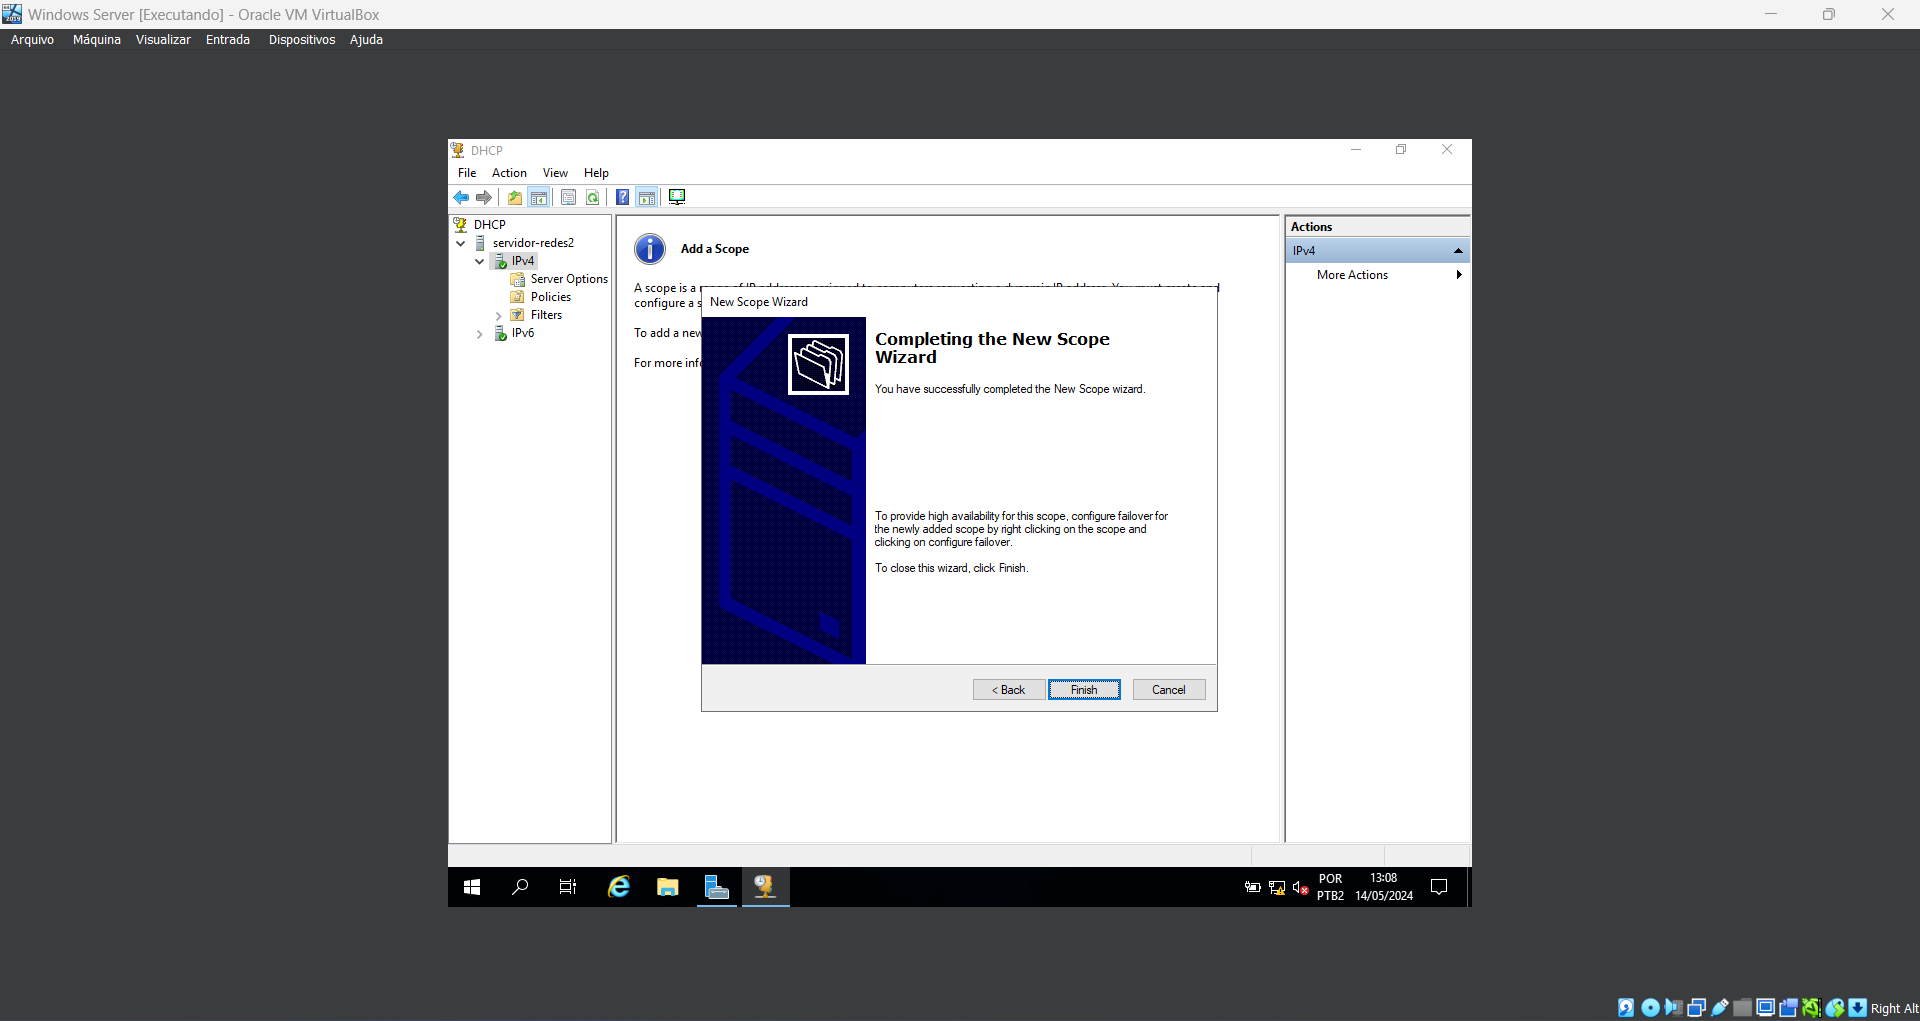 Windows Server [Executando] - Oracle VM VirtualBox
Arquivo Máquina Visualizar Entrada Dispositivos Ajuda
DHCP
File Action View Help
DHCP
servidor-redes2
IPv4
Server Options
Policies
Filters
IPv6
Add a Scope
A scope is a
configure a s
To add a new
For more info
New Scope Wizard
Completing the New Scope
Wizard
You have successfully completed the New Scope wizard.
To provide high availability for this scope, configure failover for
the newly added scope by right clicking on the scope and
clicking on configure failover.
To close this wizard, click Finish.
< Back Finish Cancel
Actions
IPv4
More Actions
POR
PTB2
13:08
14/05/2024
Right Alt